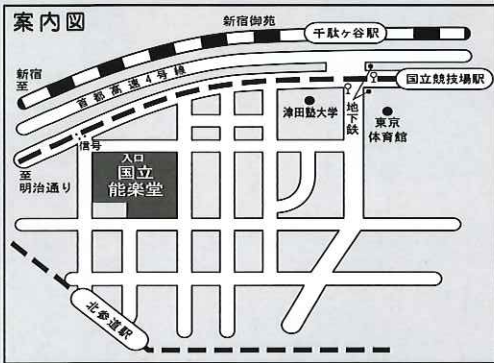 案内図
新宿御苑
千駄ヶ谷駅
新宿
至
首都高速4号線
国立競技場駅
信号
津田塾大学
地下鉄
東京
体育館
至
明治通り
入口
国立
能楽堂
北参道駅